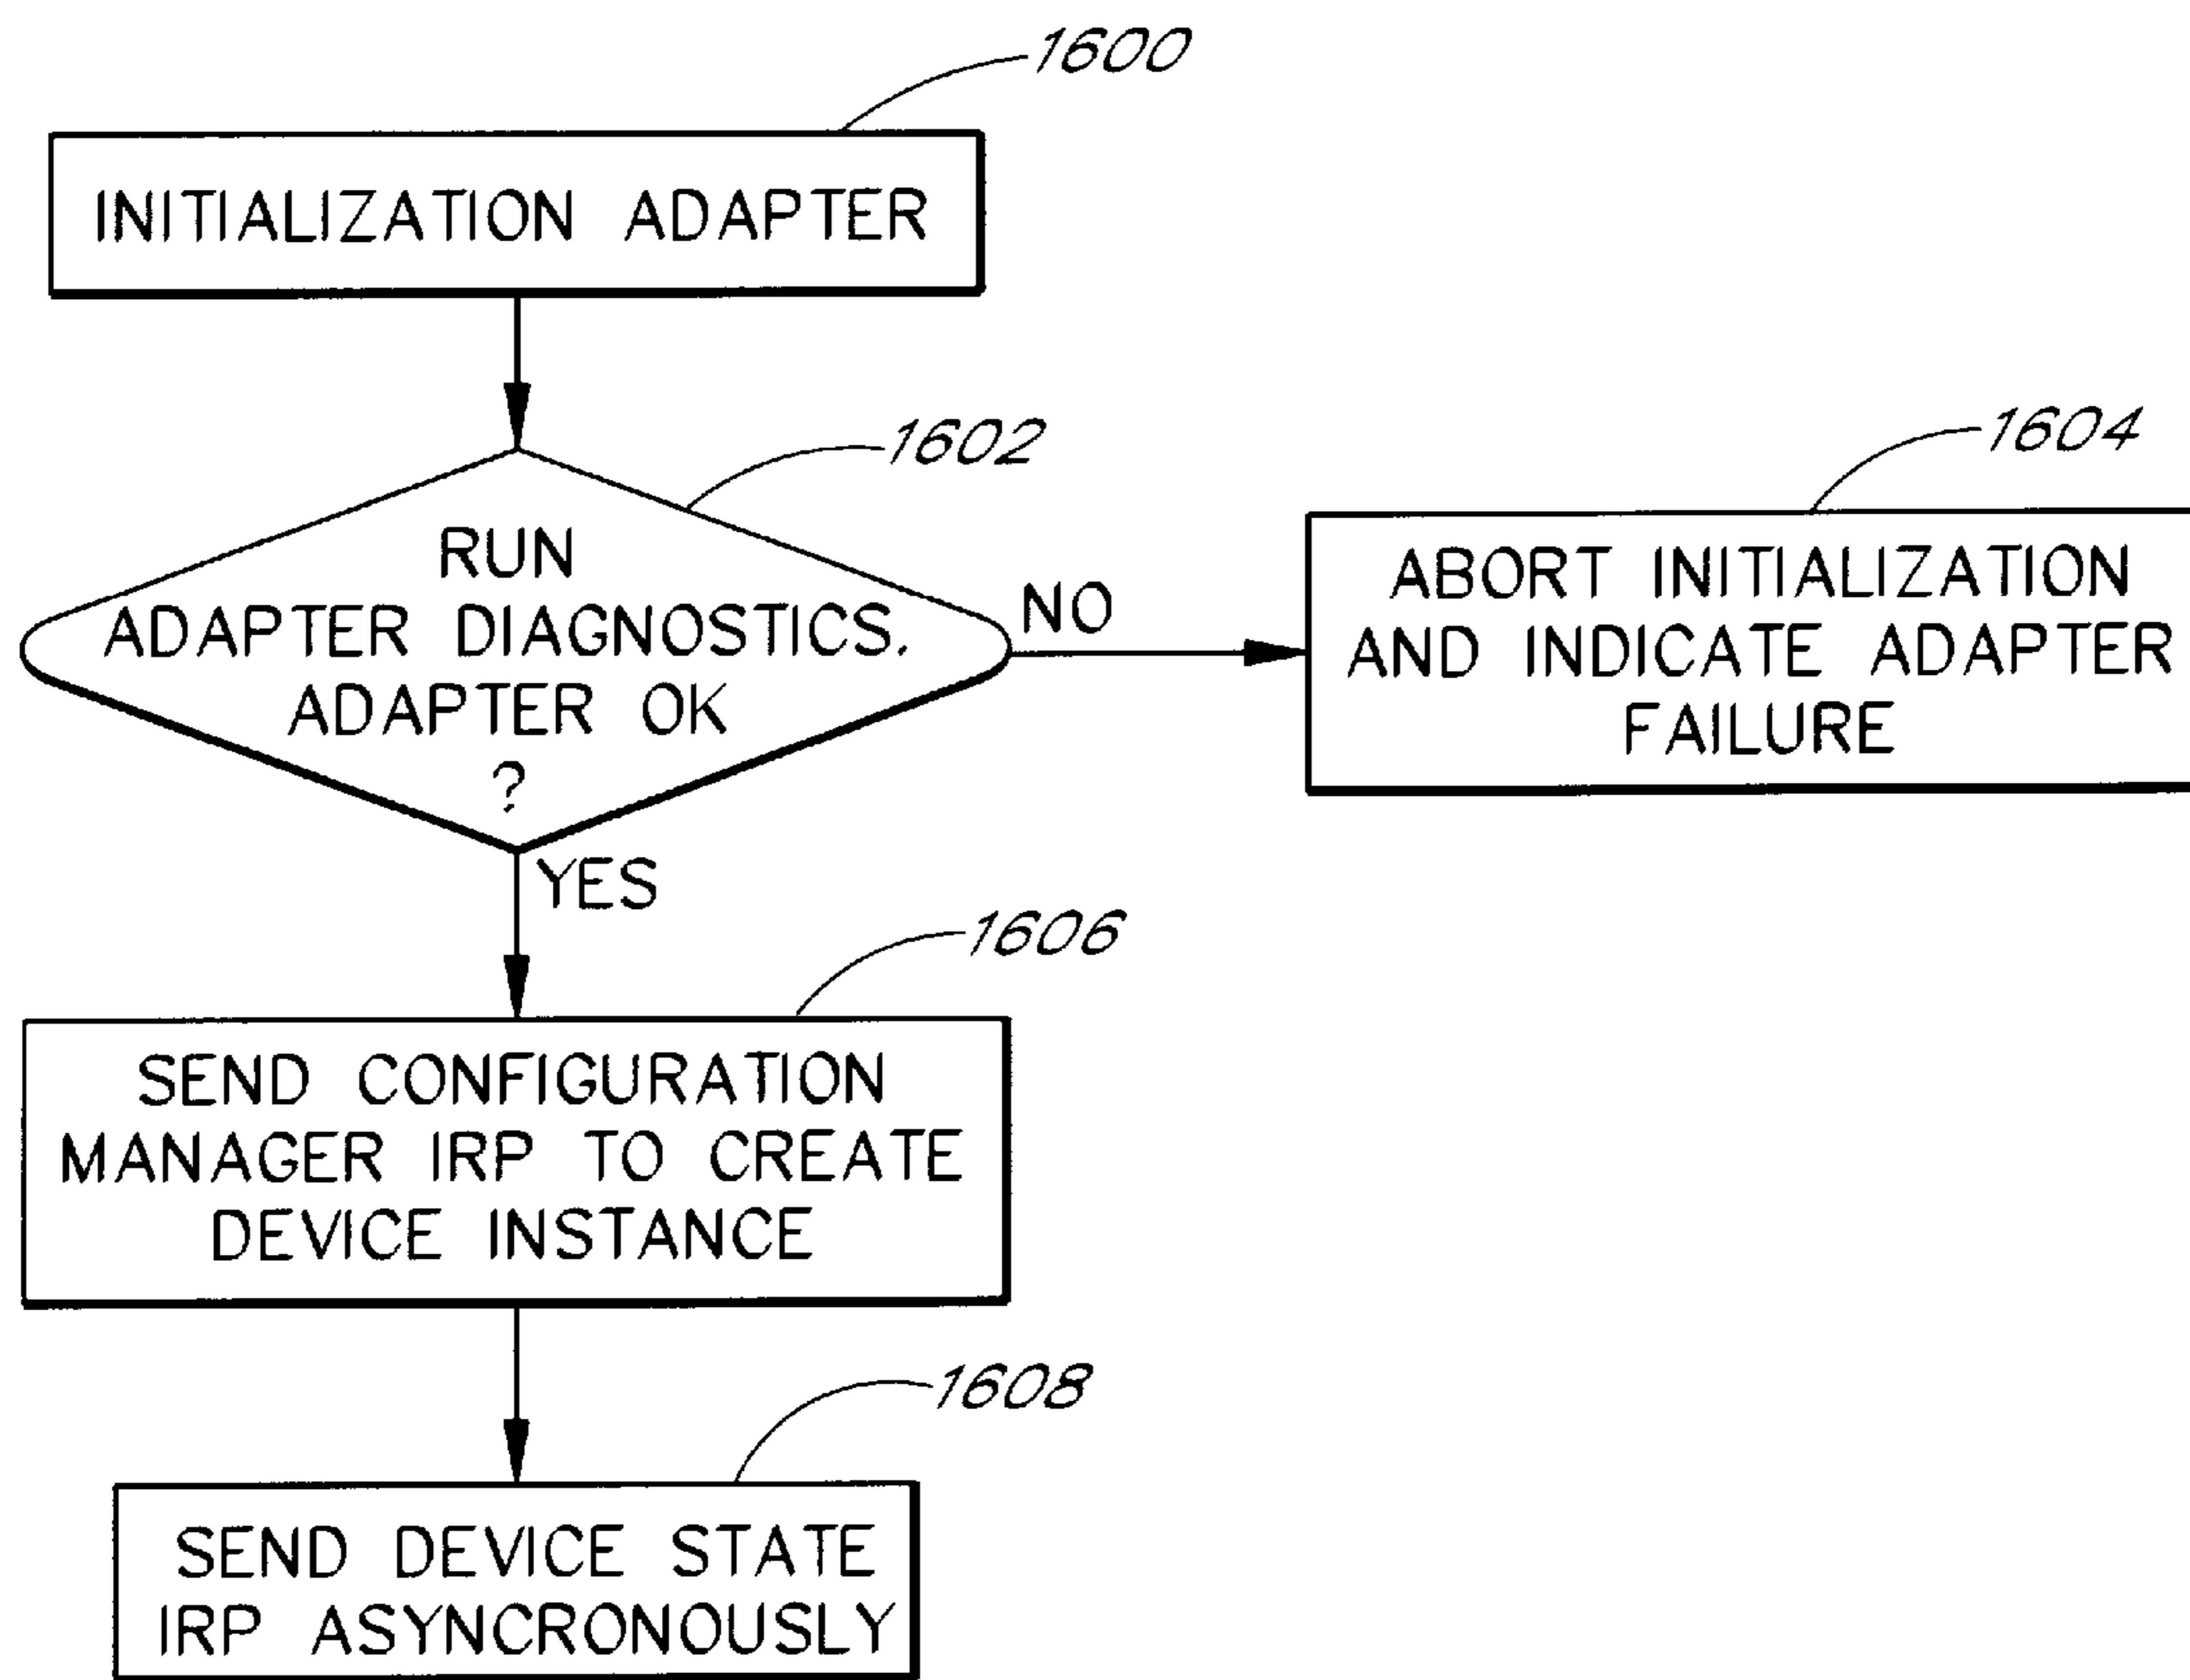 1600
INITIALIZATION ADAPTER
1602
RUN
ADAPTER DIAGNOSTICS.
ADAPTER OK
?
NO
1604
ABORT INITIALIZATION
AND INDICATE ADAPTER
FAILURE
YES
1606
SEND CONFIGURATION
MANAGER IRP TO CREATE
DEVICE INSTANCE
1608
SEND DEVICE STATE
IRP ASYNCRONOUSLY